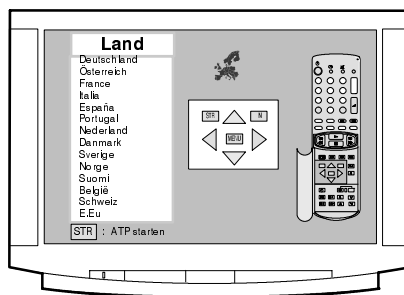 Land
Deutschland
Österreich
France
Italia
España
Portugal
Nederland
Danmark
Sverige
Norge
Suomi
België
Schweiz
E.Eu
STR : ATP starten
STR N
MENU